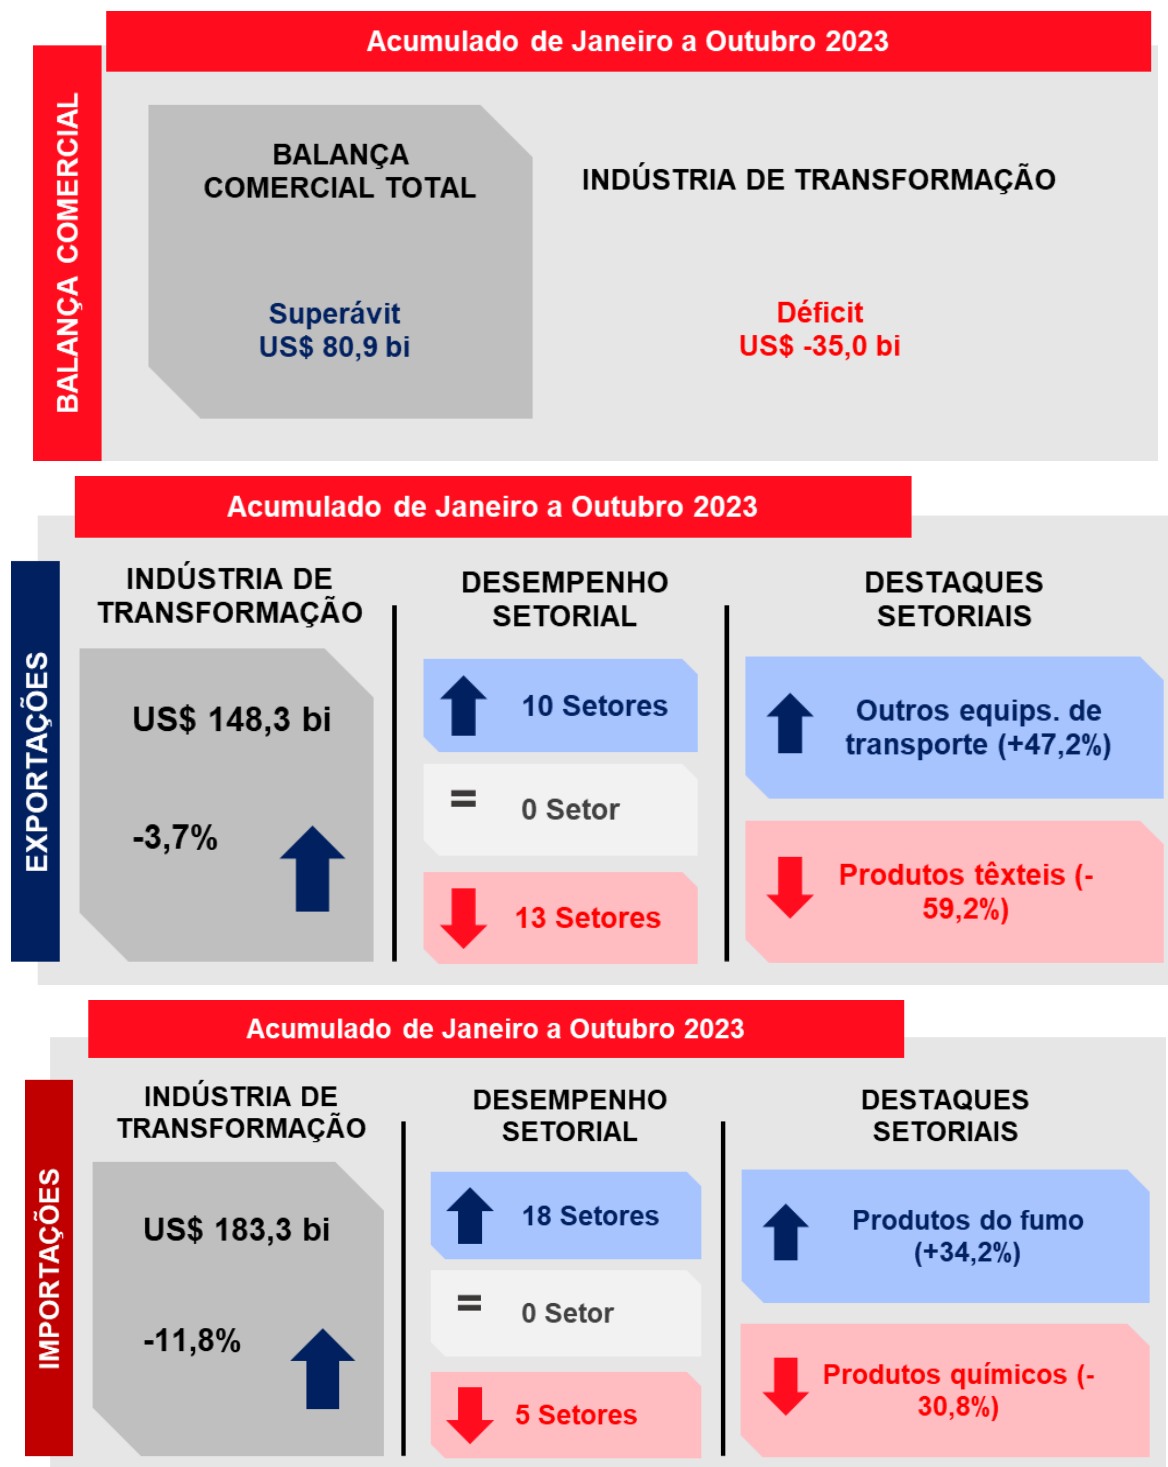 Acumulado de Janeiro a Outubro 2023
BALANÇA COMERCIAL
BALANÇA
COMERCIAL TOTAL
Superávit
US$ 80,9 bi
INDÚSTRIA DE TRANSFORMAÇÃO
Déficit
US$ -35,0 bi
Acumulado de Janeiro a Outubro 2023
EXPORTAÇÕES
INDÚSTRIA DE
TRANSFORMAÇÃO
US$ 148,3 bi
-3,7%
DESEMPENHO
SETORIAL
10 Setores
=
0 Setor
13 Setores
DESTAQUES
SETORIAIS
Outros equips. de
transporte (+47,2%)
Produtos têxteis (-
59,2%)
Acumulado de Janeiro a Outubro 2023
IMPORTAÇÕES
INDÚSTRIA DE
TRANSFORMAÇÃO
US$ 183,3 bi
-11,8%
DESEMPENHO
SETORIAL
18 Setores
=
0 Setor
5 Setores
DESTAQUES
SETORIAIS
Produtos do fumo
(+34,2%)
Produtos químicos (-
30,8%)